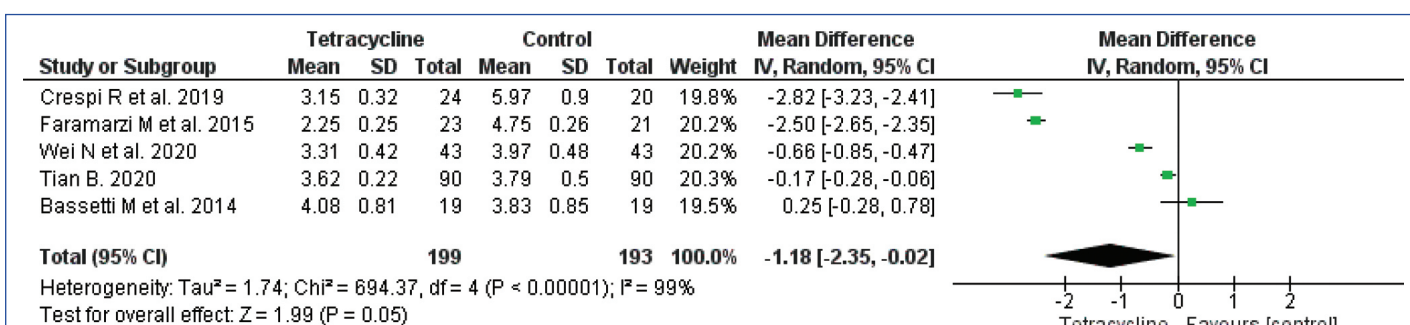 Tetracycline Control Mean Difference Mean Difference
Study or Subgroup Mean SD Total Mean SD Total Weight IV, Random, 95% CI IV, Random, 95% CI
Crespi R et al. 2019 3.15 0.32 24 5.97 0.9 20 19.8% -2.82 [-3.23, -2.41]
Faramarzi M et al. 2015 2.25 0.25 23 4.75 0.26 21 20.2% -2.50 [-2.65, -2.35]
Wei N et al. 2020 3.31 0.42 43 3.97 0.48 43 20.2% -0.66 [-0.85, -0.47]
Tian B. 2020 3.62 0.22 90 3.79 0.5 90 20.3% -0.17 [-0.28, -0.06]
Bassetti M et al. 2014 4.08 0.81 19 3.83 0.85 19 19.5% 0.25 [-0.28, 0.78]
Total (95% CI) 199 193 100.0% -1.18 [-2.35, -0.02]
Heterogeneity: Tau² = 1.74; Chi² = 694.37, df = 4 (P < 0.00001); I² = 99%
-2 -1 0 1 2
Test for overall effect: Z = 1.99 (P = 0.05)
Tetracycline Favours [control]